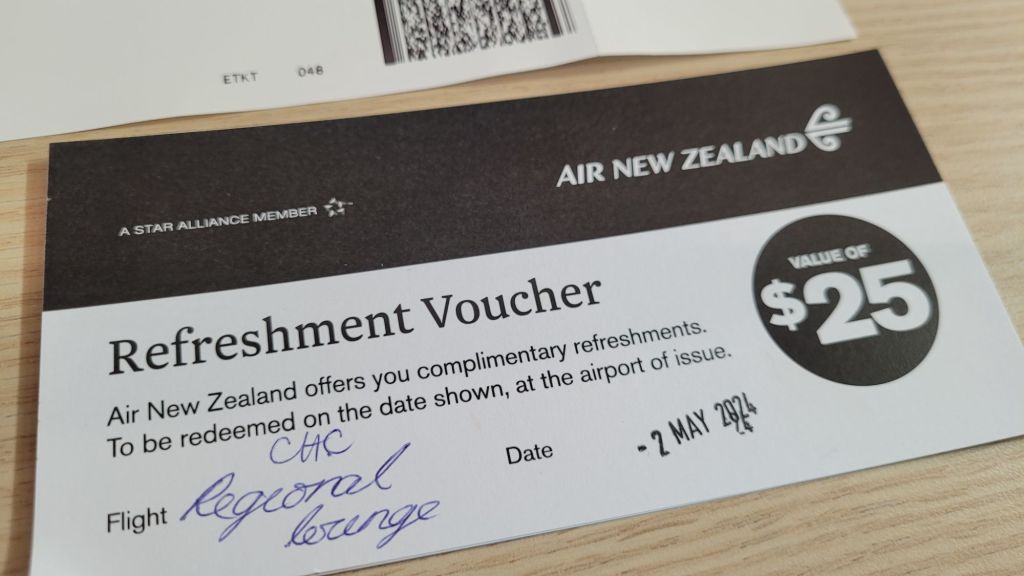 ETKT 048
A STAR ALLIANCE MEMBER
AIR NEW ZEALAND
VALUE OF
$25
Refreshment Voucher
Air New Zealand offers you complimentary refreshments.
To be redeemed on the date shown, at the airport of issue.
CHC
Flight Regional
lounge
Date - 2 MAY 2024